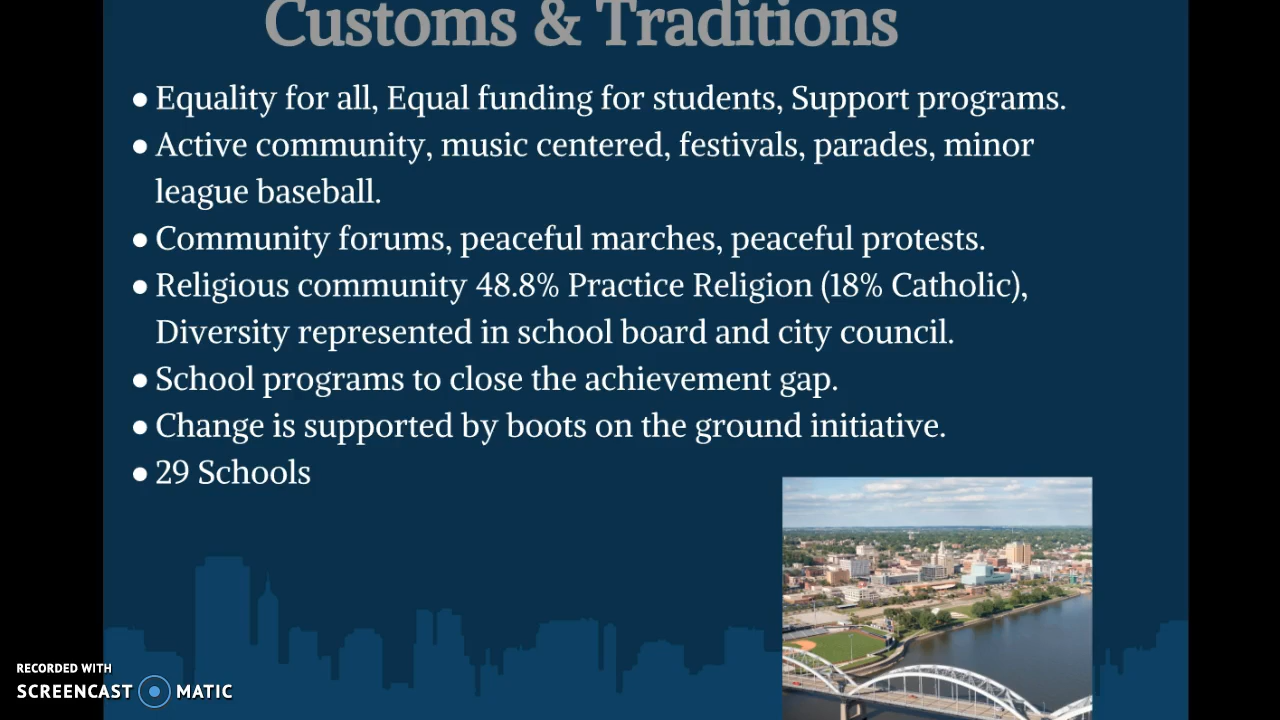 Customs & Traditions
● Equality for all, Equal funding for students, Support programs.
● Active community, music centered, festivals, parades, minor
league baseball.
● Community forums, peaceful marches, peaceful protests.
● Religious community 48.8% Practice Religion (18% Catholic),
Diversity represented in school board and city council.
● School programs to close the achievement gap.
● Change is supported by boots on the ground initiative.
● 29 Schools
RECORDED WITH
SCREENCAST MATIC